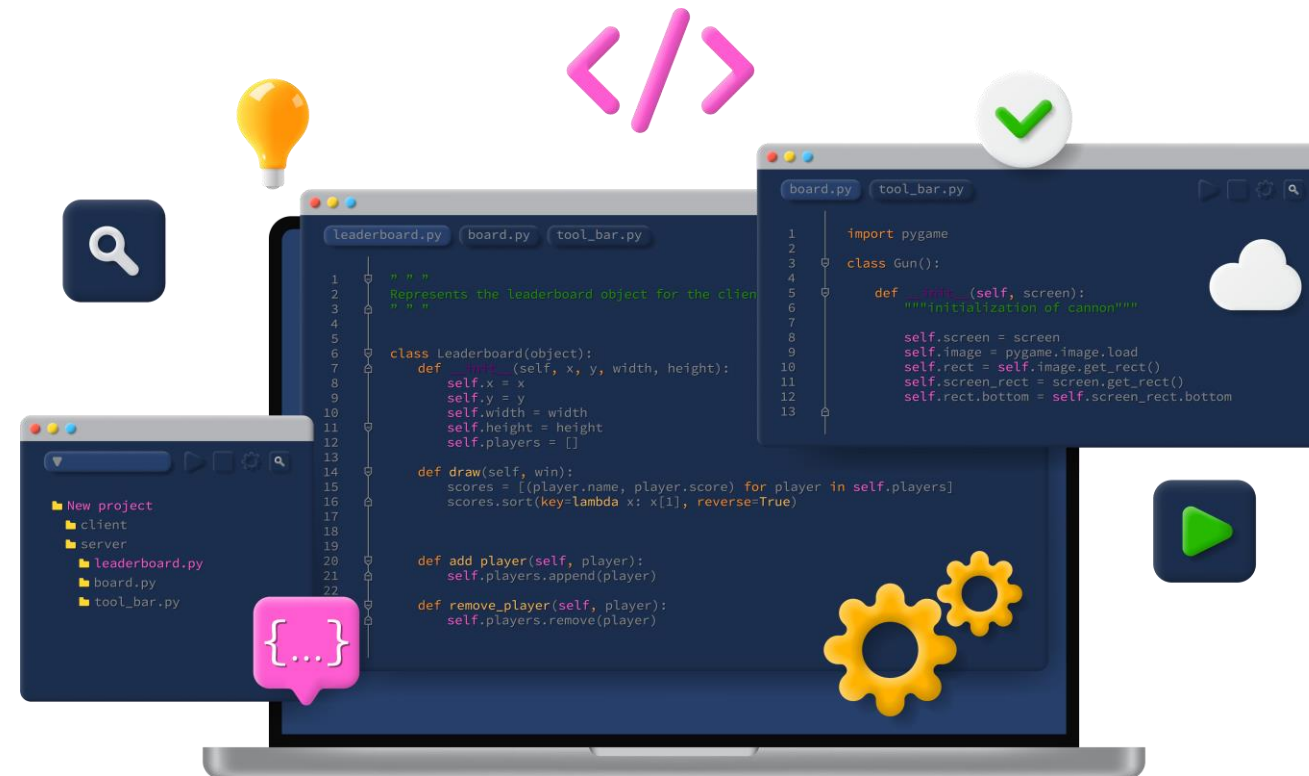 </>
leaderboard.py board.py tool_bar.py
1 " " "
2 Represents the leaderboard object for the clien
3 " " "
4
5
6 class Leaderboard(object):
7 def __init__(self, x, y, width, height):
8 self.x = x
9 self.y = y
10 self.width = width
11 self.height = height
12 self.players = []
13
14 def draw(self, win):
15 scores = [(player.name, player.score) for player in self.players]
16 scores.sort(key=lambda x: x[1], reverse=True)
17
18
19
20 def add player(self, player):
21 self.players.append(player)
22
def remove_player(self, player):
self.players.remove(player)
board.py tool_bar.py
1 import pygame
2
3 class Gun():
4
5 def __init__(self, screen):
6 """initialization of cannon"""
7
8 self.screen = screen
9 self.image = pygame.image.load
10 self.rect = self.image.get_rect()
11 self.screen_rect = screen.get_rect()
12 self.rect.bottom = self.screen_rect.bottom
13
New project
client
server
leaderboard.py
board.py
tool_bar.py
{...}